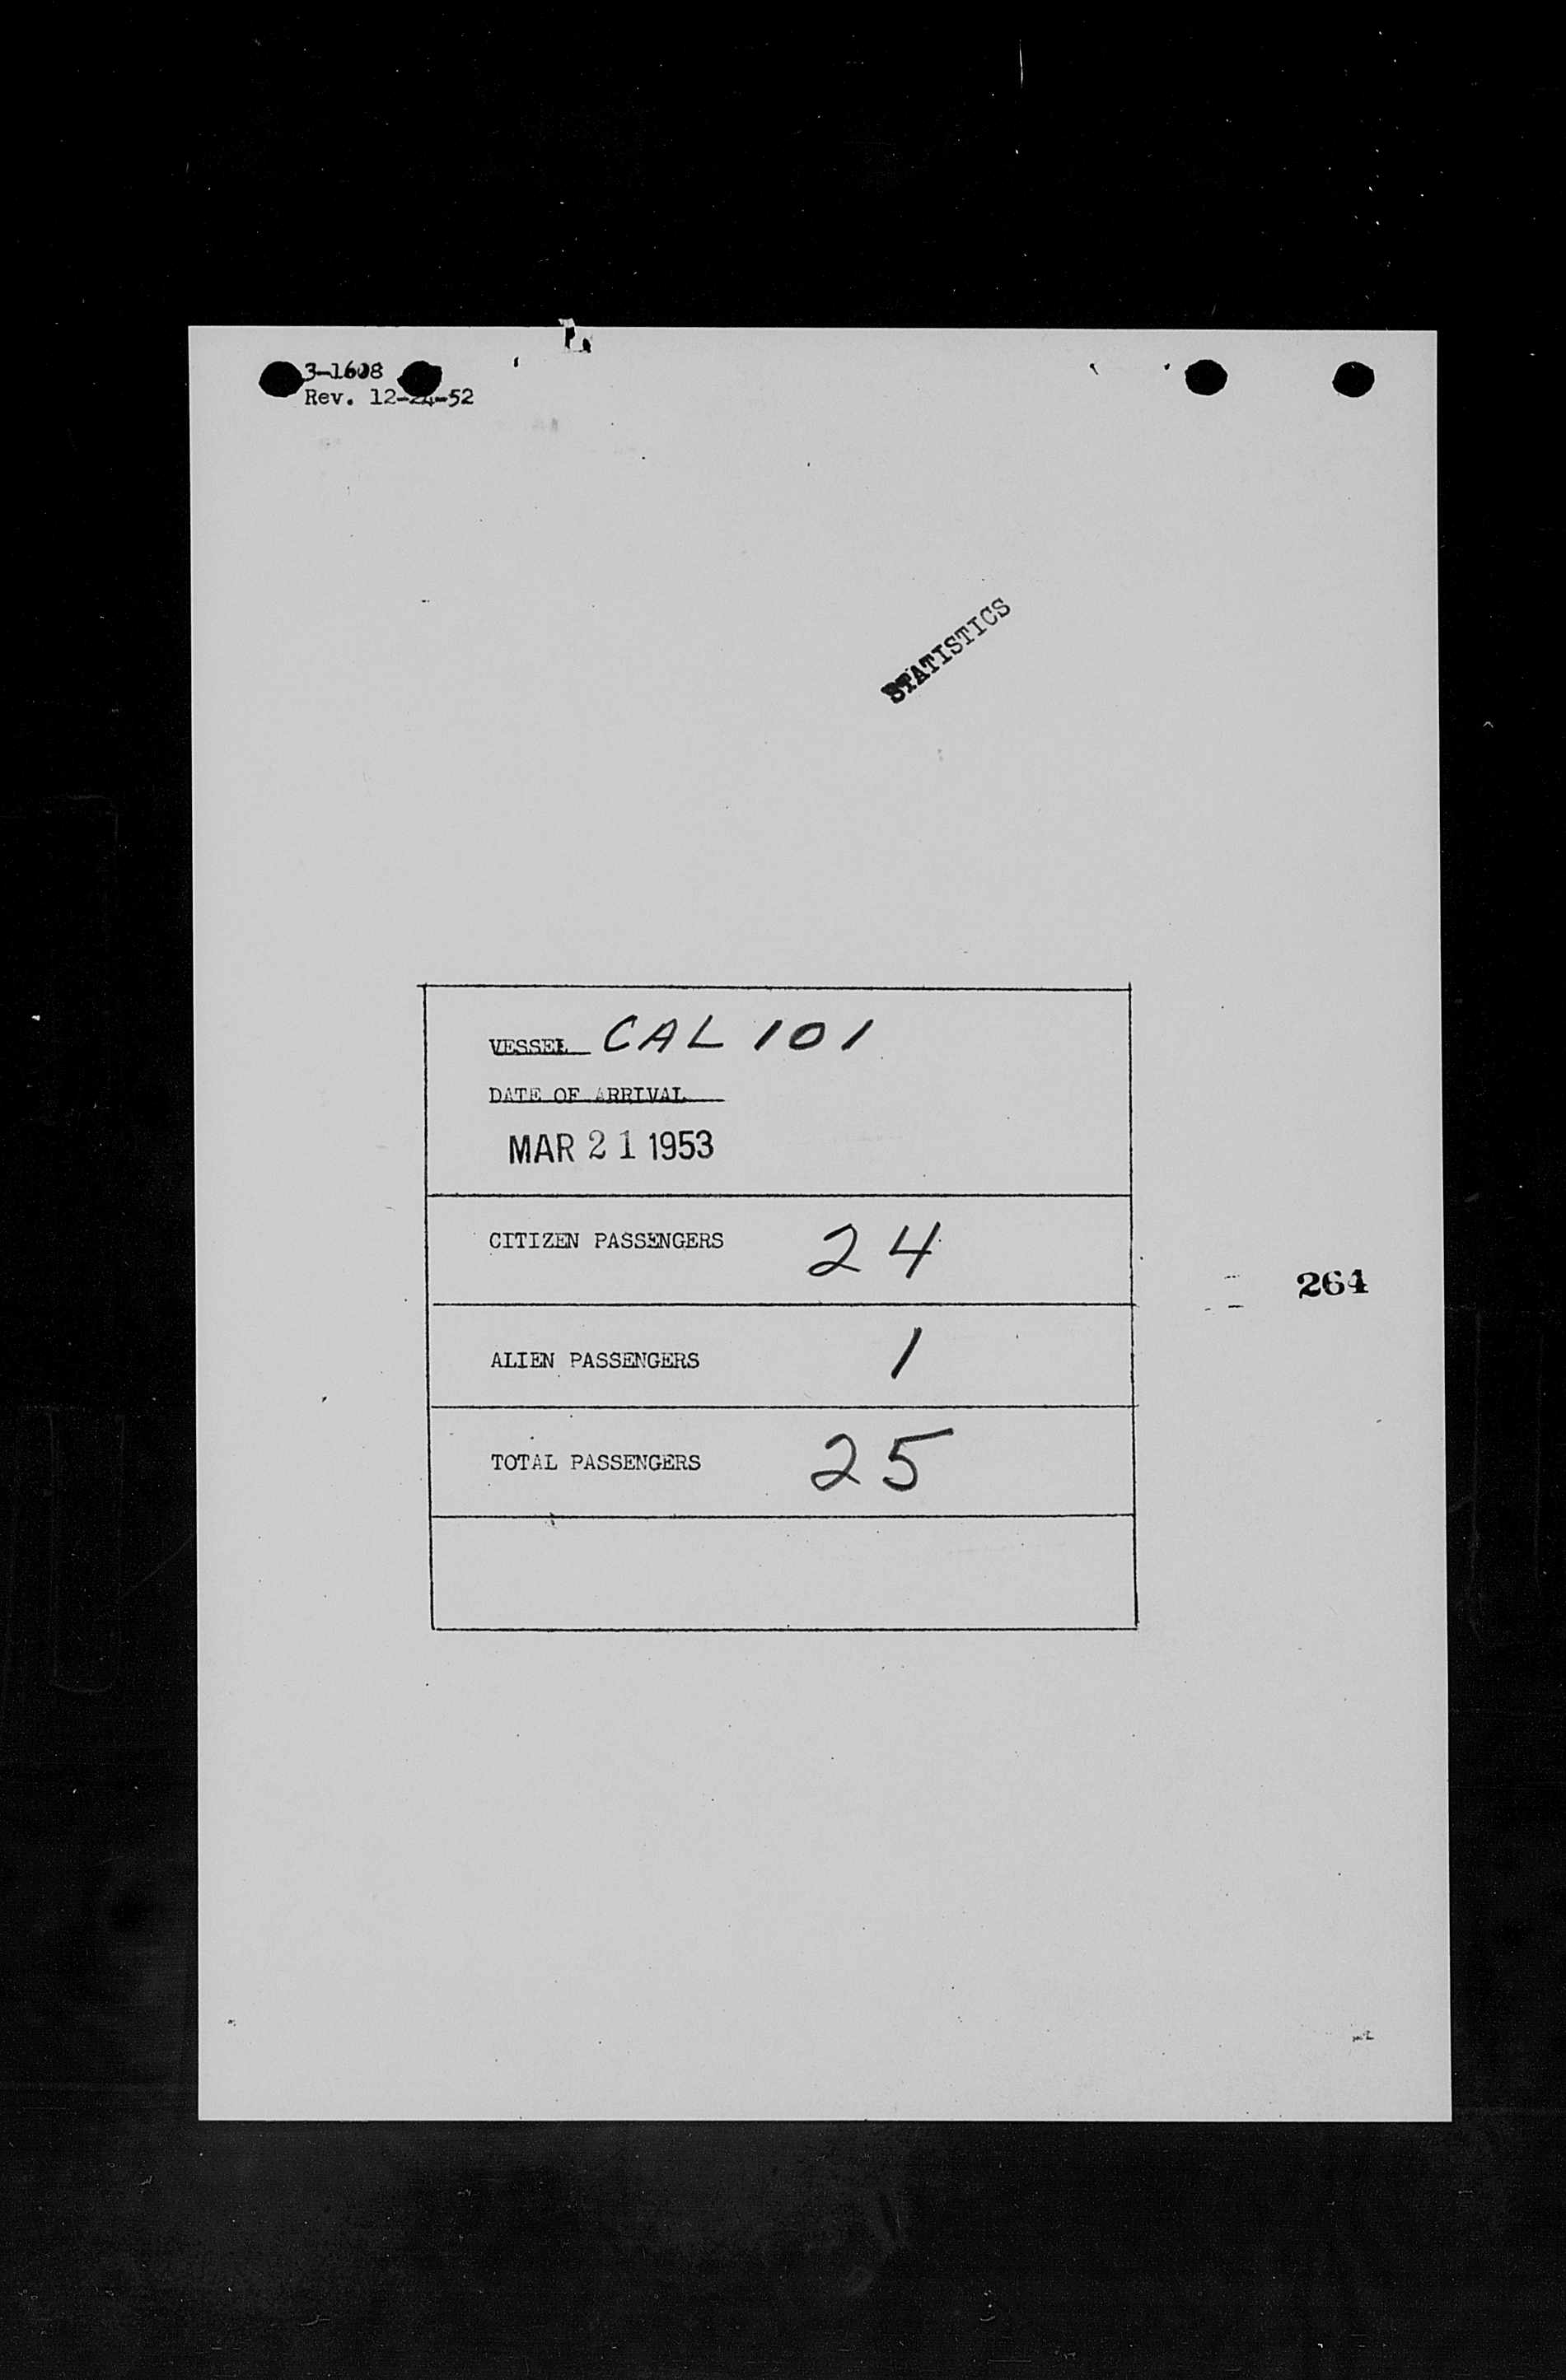 3-1608
Rev. 12-24-52
STATISTICS
VESSEL CAL 101
DATE OF ARRIVAL
MAR 21 1953
CITIZEN PASSENGERS 24
264
ALIEN PASSENGERS 1
TOTAL PASSENGERS 25